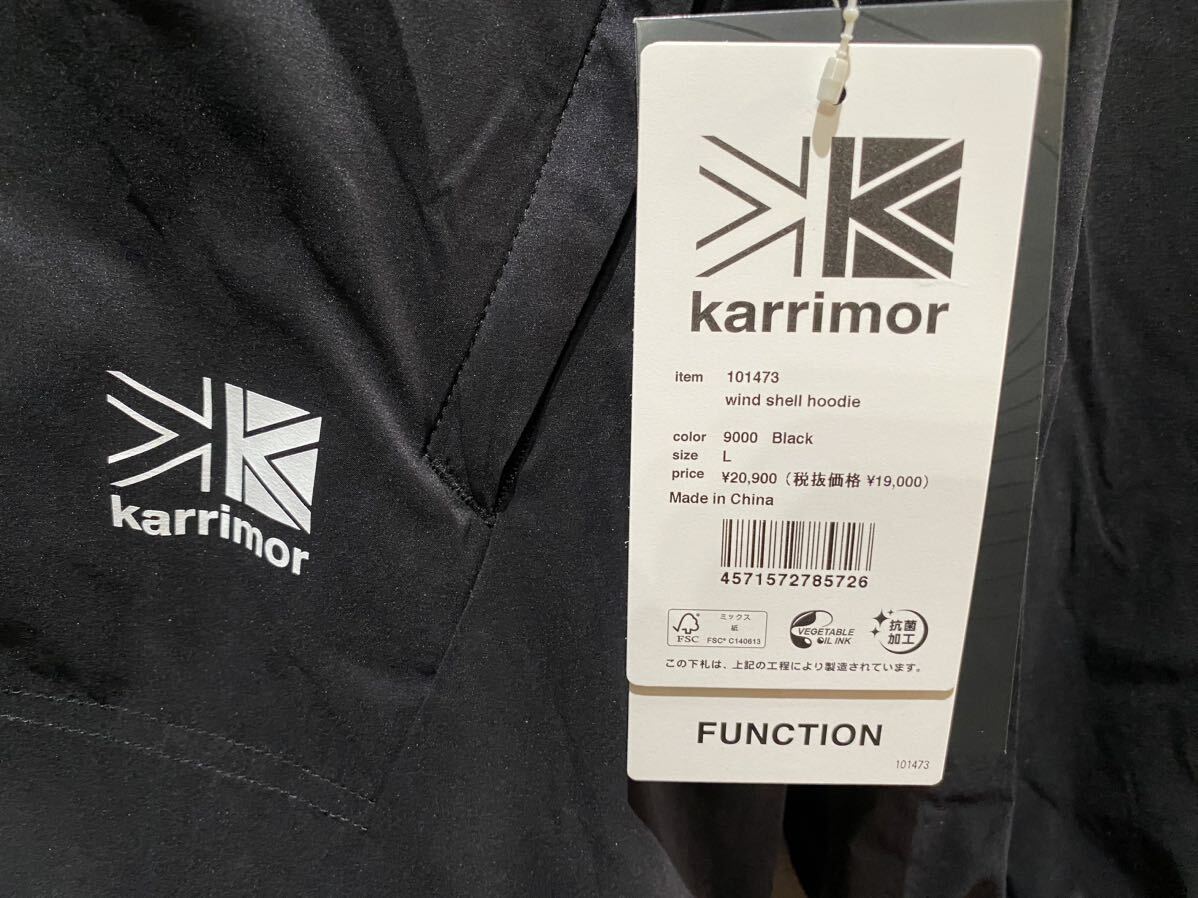 karrimor
karrimor
item 101473
wind shell hoodie
color 9000 Black
size L
price ¥20,900（税抜価格 ¥19,000）
Made in China
4571572785726
FSC
ミックス
紙
FSC® C140613
VEGETABLE
OIL INK
抗菌
加工
この下札は、上記の工程により製造されています。
FUNCTION
101473